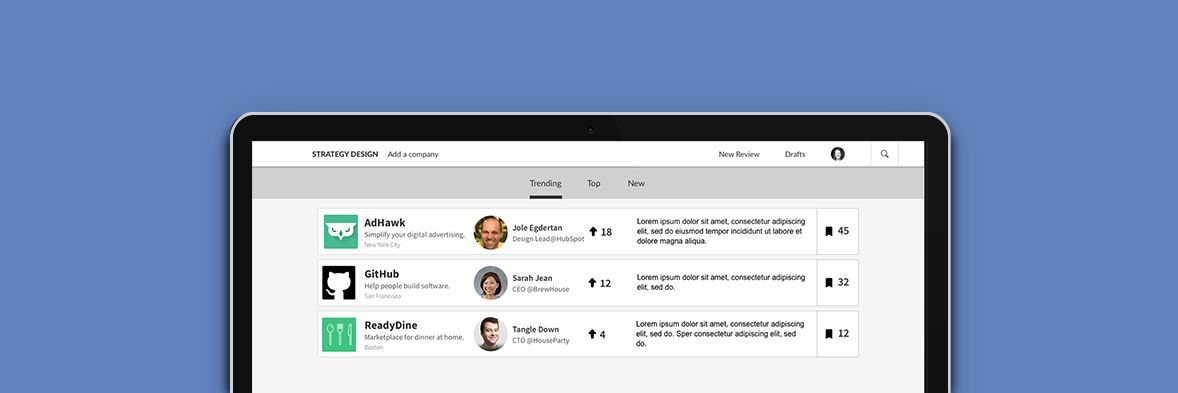 STRATEGY DESIGN Add a company New Review Drafts
Trending Top New
AdHawk
Simplify your digital advertising.
New York City
Jole Egdertan
Design Lead@HubSpot
18
Lorem ipsum dolor sit amet, consectetur adipiscing
elit, sed do eiusmod tempor incididunt ut labore et
dolore magna aliqua.
45
GitHub
Help people build software.
San Francisco
Sarah Jean
CEO @BrewHouse
12
Lorem ipsum dolor sit amet, consectetur adipiscing
elit, sed do.
32
ReadyDine
Marketplace for dinner at home.
Boston
Tangle Down
CTO @HouseParty
4
Lorem ipsum dolor sit amet, consectetur adipiscing
elit, sed do. Sper consectetur adipiscing elit, sed
do.
12